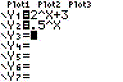 Plot1 Plot2 Plot3
\Y1=2^X+3
\Y2=.5^X
\Y3=
\Y4=
\Y5=
\Y6=
\Y7=